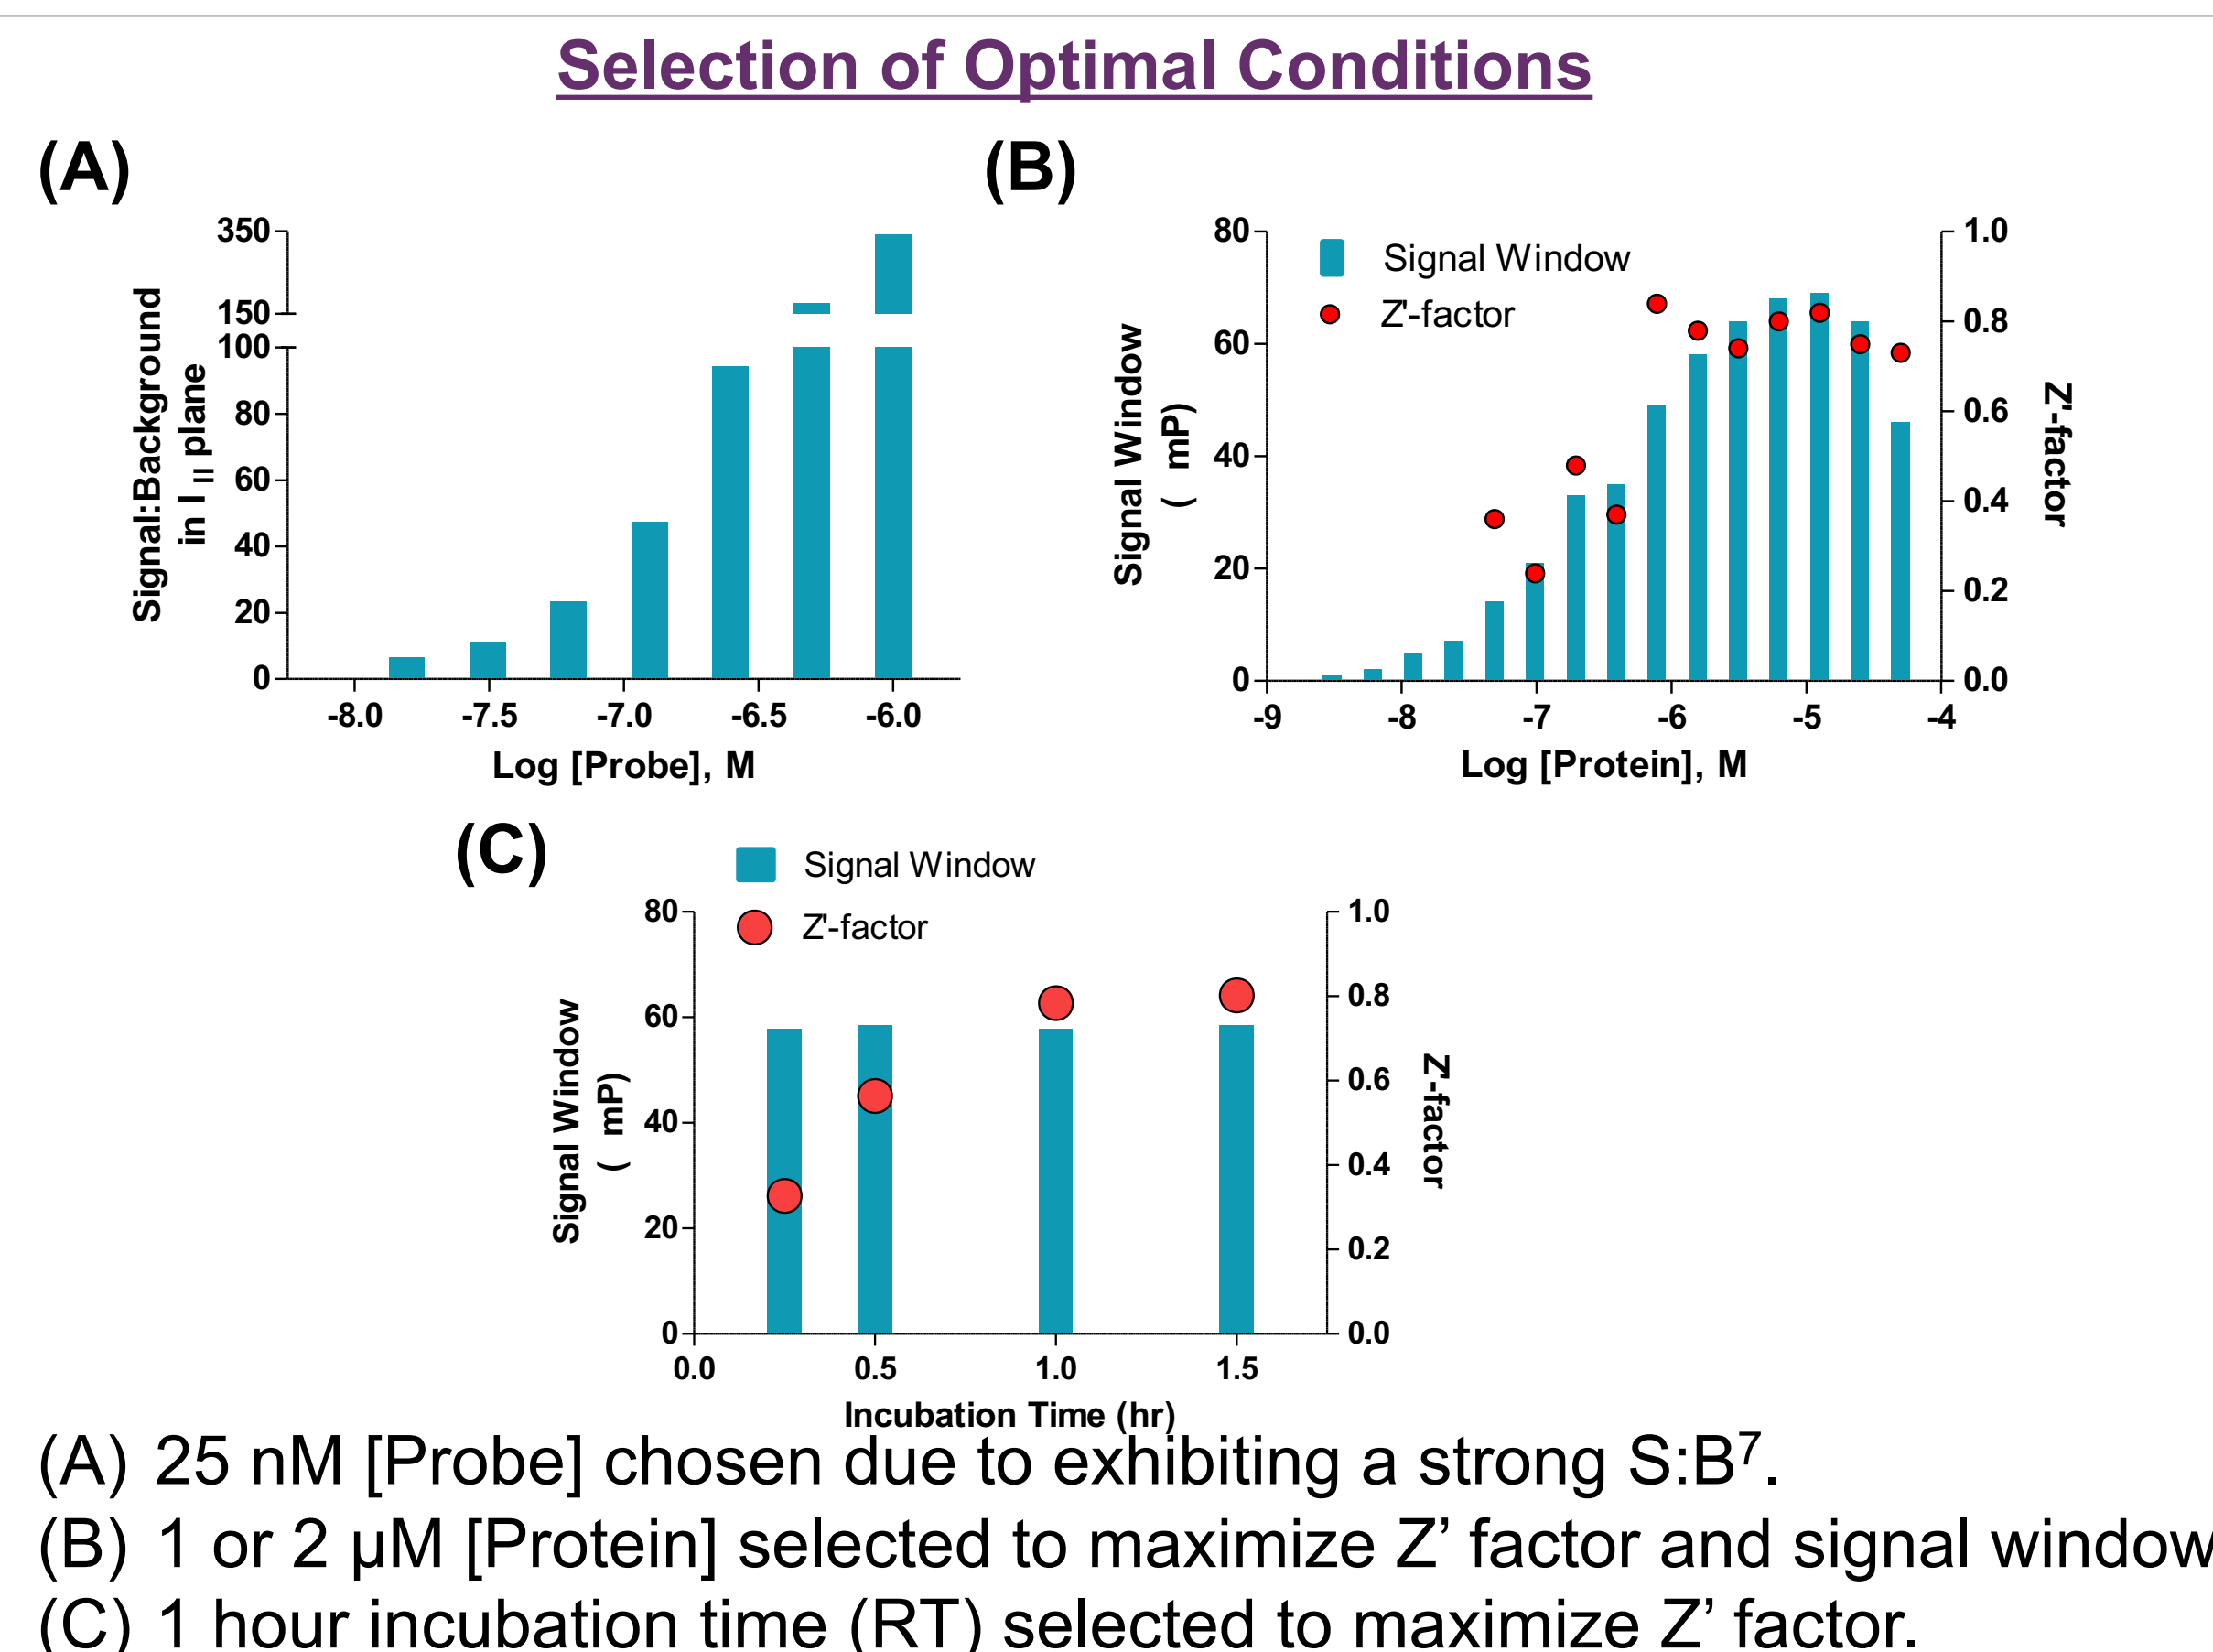 Selection of Optimal Conditions
(A)
350
150
100
80
60
40
20
0
Signal:Background
in I II plane
-8.0 -7.5 -7.0 -6.5 -6.0
Log [Probe], M
(B)
Signal Window
Z'-factor
80
60
40
20
0
Signal Window
( mP)
1.0
0.8
0.6
0.4
0.2
0.0
Z'-factor
-9 -8 -7 -6 -5 -4
Log [Protein], M
(C)
Signal Window
Z'-factor
80
60
40
20
0
Signal Window
( mP)
1.0
0.8
0.6
0.4
0.2
0.0
Z'-factor
0.0 0.5 1.0 1.5
Incubation Time (hr)
(A) 25 nM [Probe] chosen due to exhibiting a strong S:B⁷.
(B) 1 or 2 µM [Protein] selected to maximize Z’ factor and signal window
(C) 1 hour incubation time (RT) selected to maximize Z’ factor.